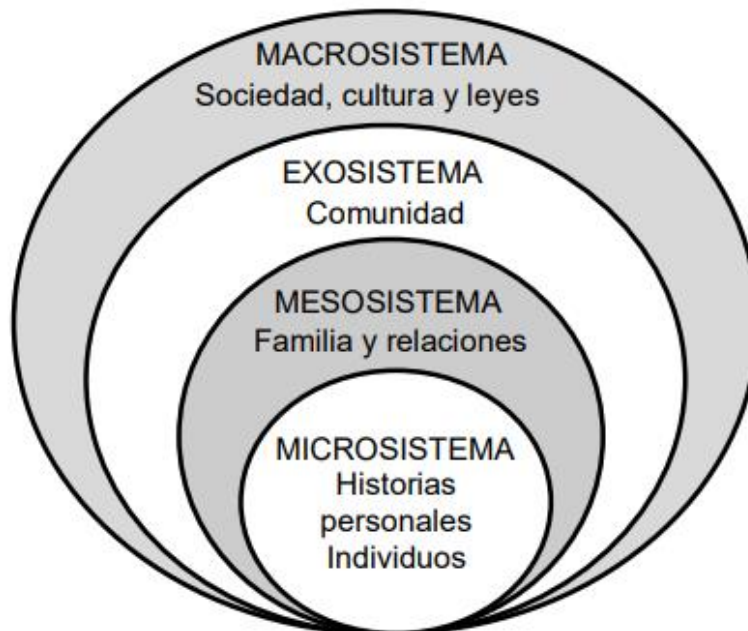 MACROSISTEMA
Sociedad, cultura y leyes
EXOSISTEMA
Comunidad
MESOSISTEMA
Familia y relaciones
MICROSISTEMA
Historias
personales
Individuos